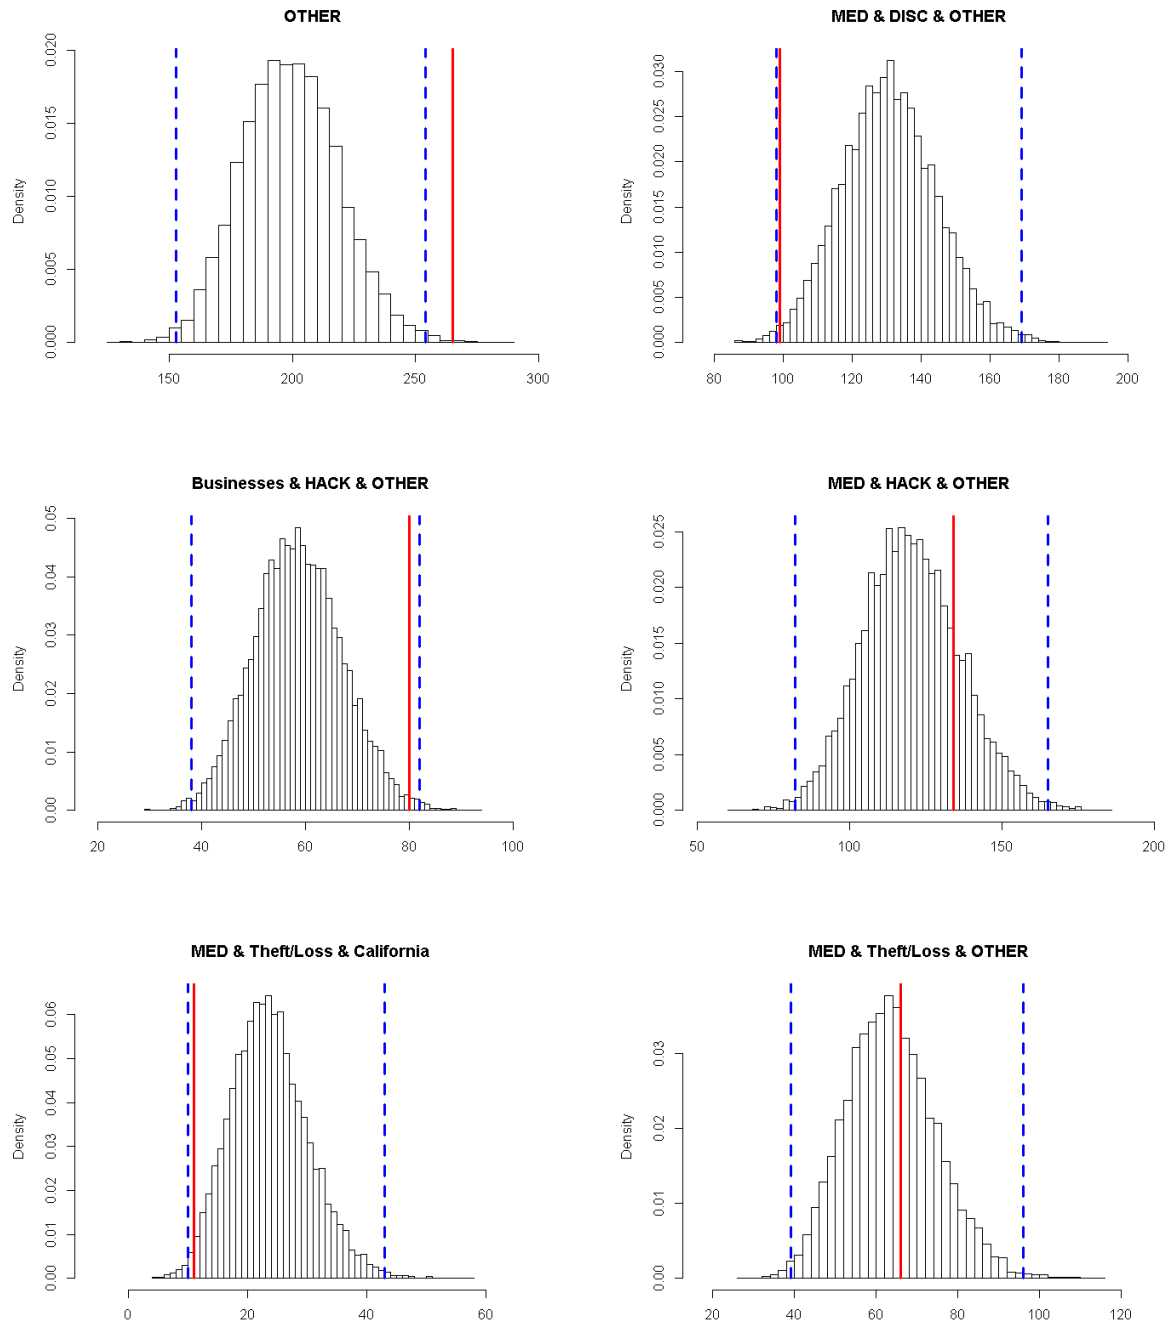 OTHER
Density
0.000 0.005 0.010 0.015 0.020
150 200 250 300
MED & DISC & OTHER
Density
0.000 0.005 0.010 0.015 0.020 0.025 0.030
80 100 120 140 160 180 200
Businesses & HACK & OTHER
Density
0.00 0.01 0.02 0.03 0.04 0.05
20 40 60 80 100
MED & HACK & OTHER
Density
0.000 0.005 0.010 0.015 0.020 0.025
50 100 150 200
MED & Theft/Loss & California
Density
0.00 0.01 0.02 0.03 0.04 0.05 0.06
0 20 40 60
MED & Theft/Loss & OTHER
Density
0.00 0.01 0.02 0.03
20 40 60 80 100 120